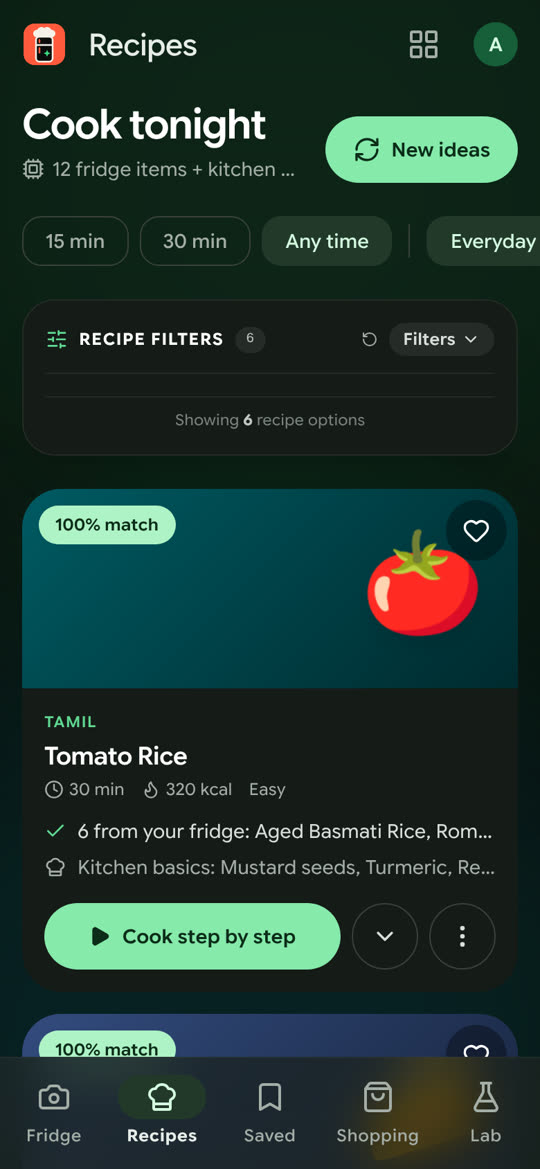 Recipes
A
Cook tonight
12 fridge items + kitchen ...
New ideas
15 min
30 min
Any time
Everyday
RECIPE FILTERS
6
Filters
Showing 6 recipe options
100% match
TAMIL
Tomato Rice
30 min
320 kcal
Easy
6 from your fridge: Aged Basmati Rice, Rom...
Kitchen basics: Mustard seeds, Turmeric, Re...
Cook step by step
100% match
Fridge
Recipes
Saved
Shopping
Lab